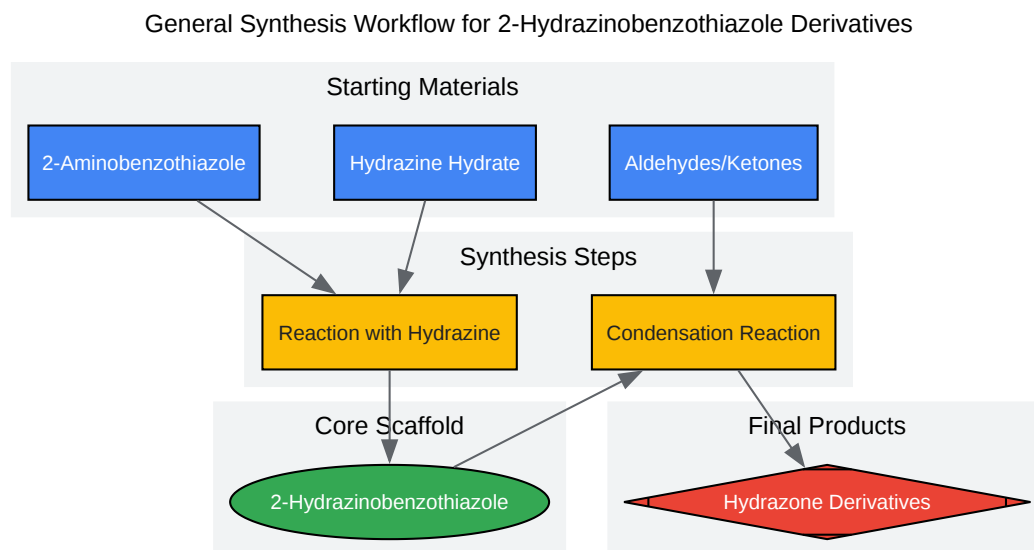 General Synthesis Workflow for 2-Hydrazinobenzothiazole Derivatives
Starting Materials
2-Aminobenzothiazole
Hydrazine Hydrate
Aldehydes/Ketones
Synthesis Steps
Reaction with Hydrazine
Condensation Reaction
Core Scaffold
Final Products
2-Hydrazinobenzothiazole
Hydrazone Derivatives